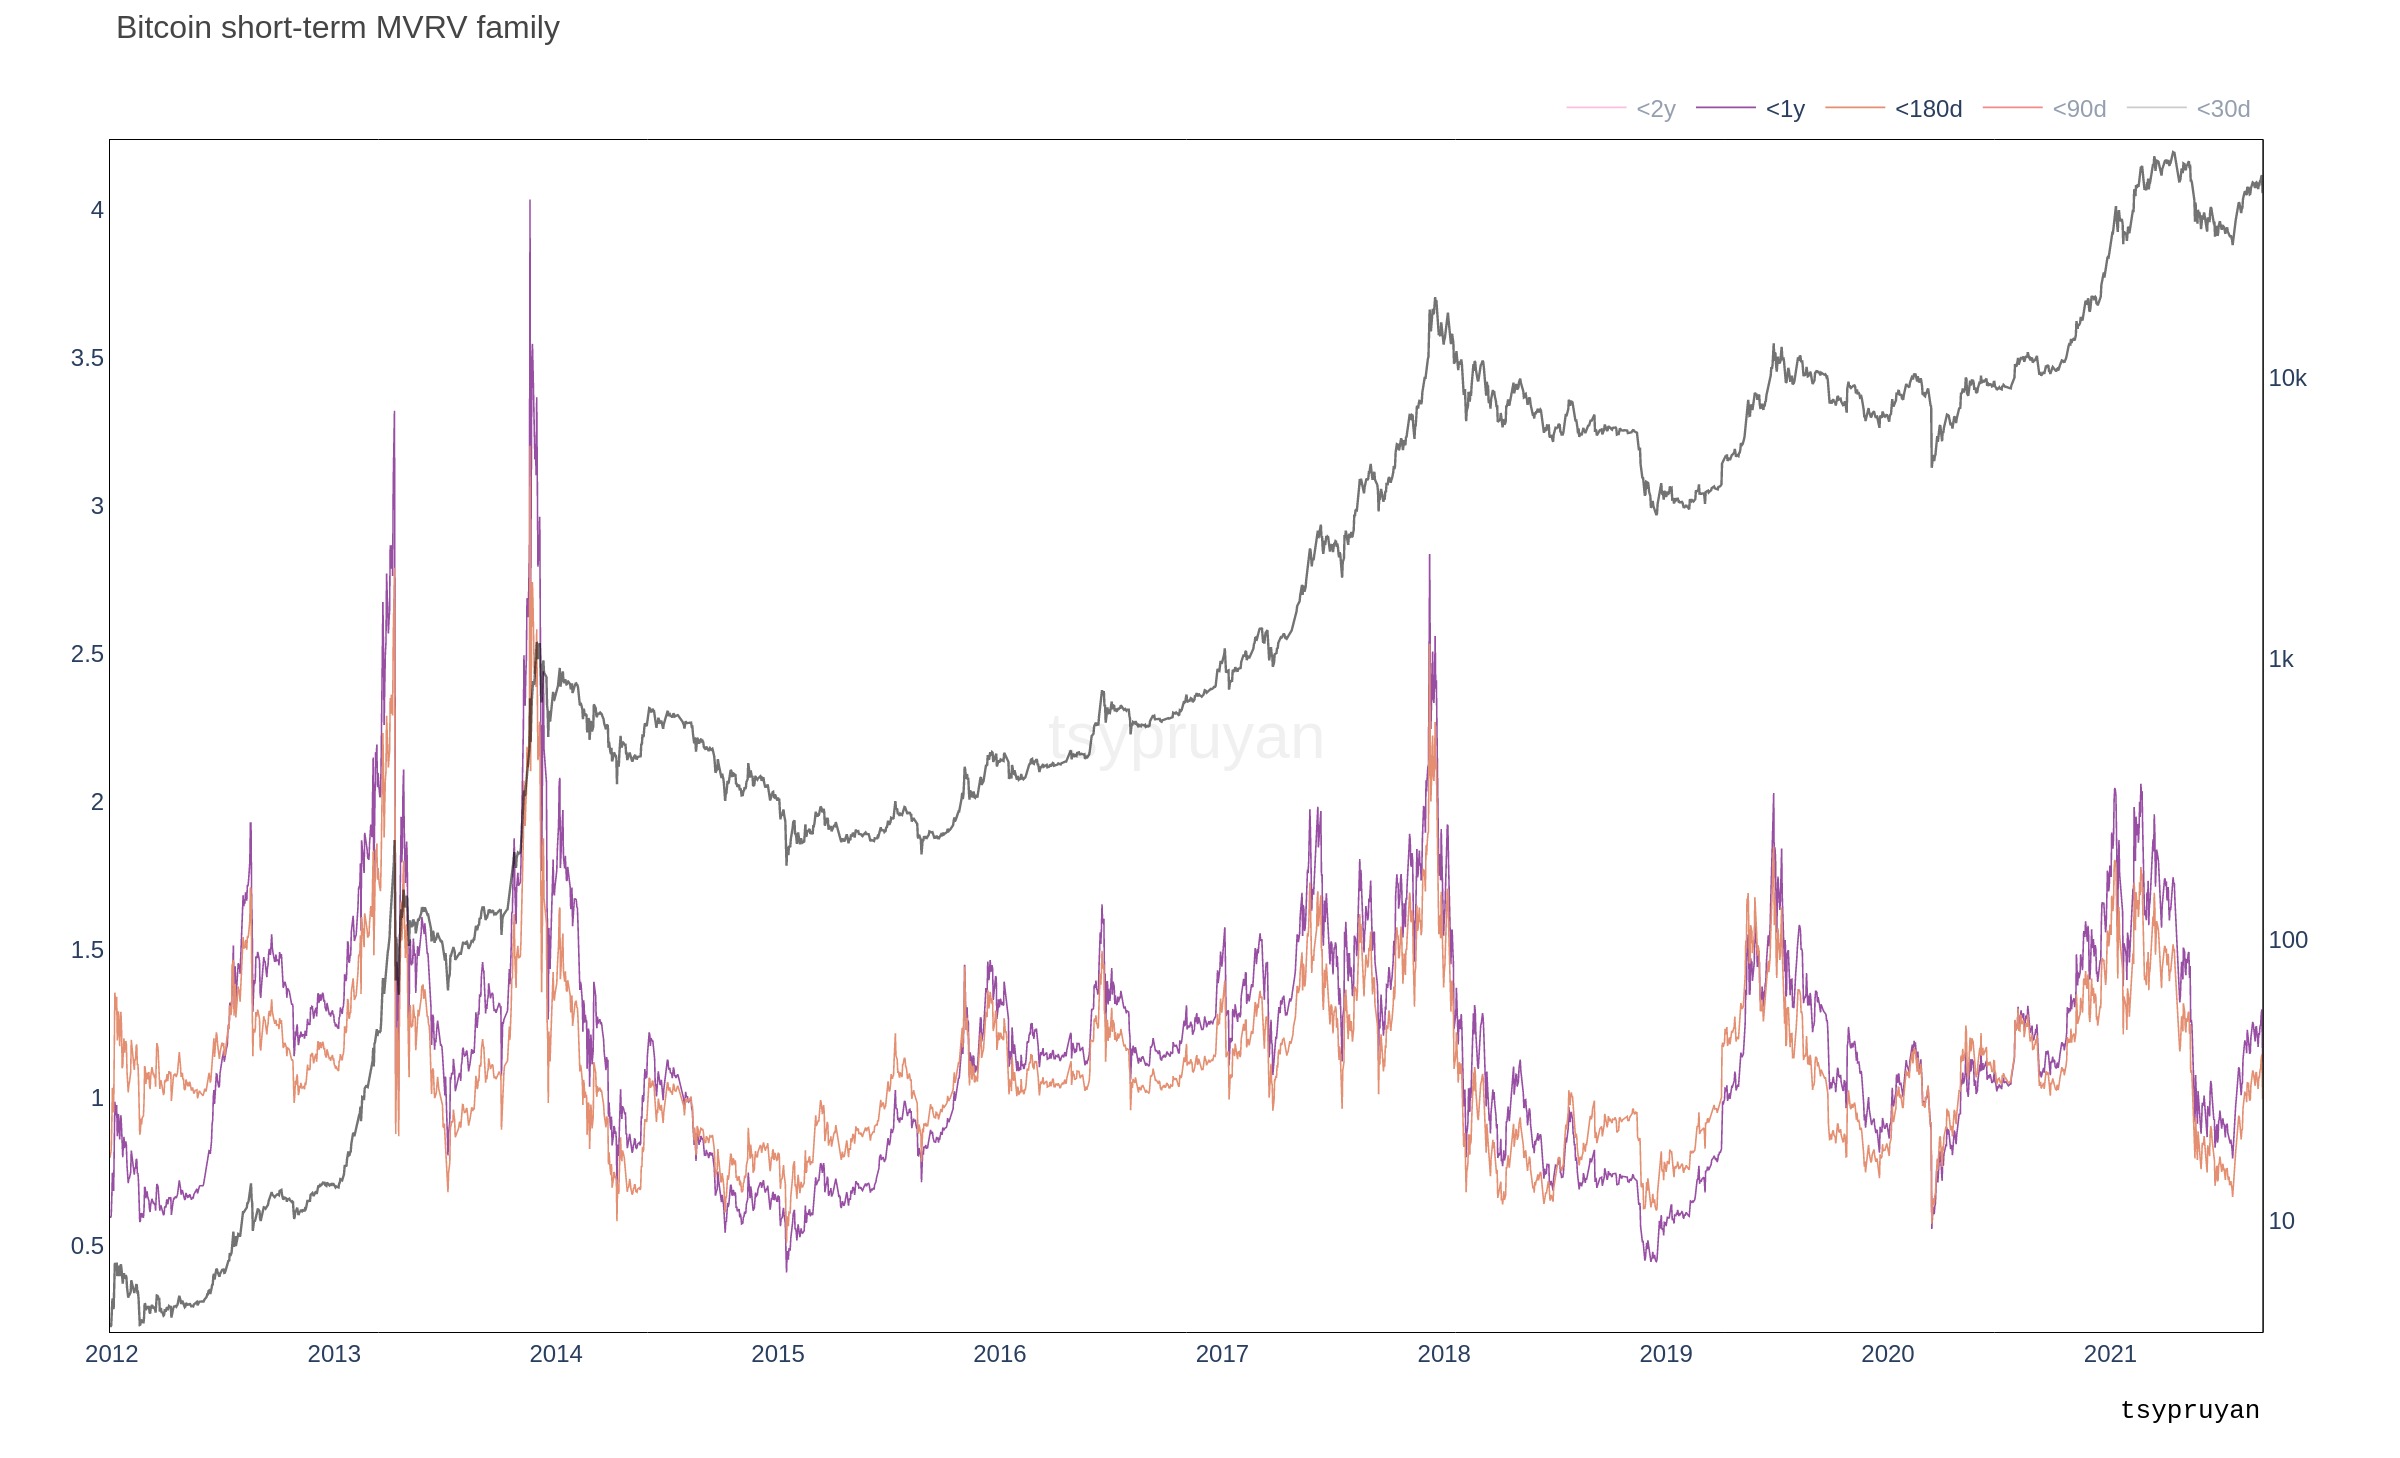 Bitcoin short-term MVRV family
<2y <1y <180d <90d <30d
4
3.5
3
2.5
2
1.5
1
0.5
10k
1k
100
10
tsypruyan
2012 2013 2014 2015 2016 2017 2018 2019 2020 2021
tsypruyan